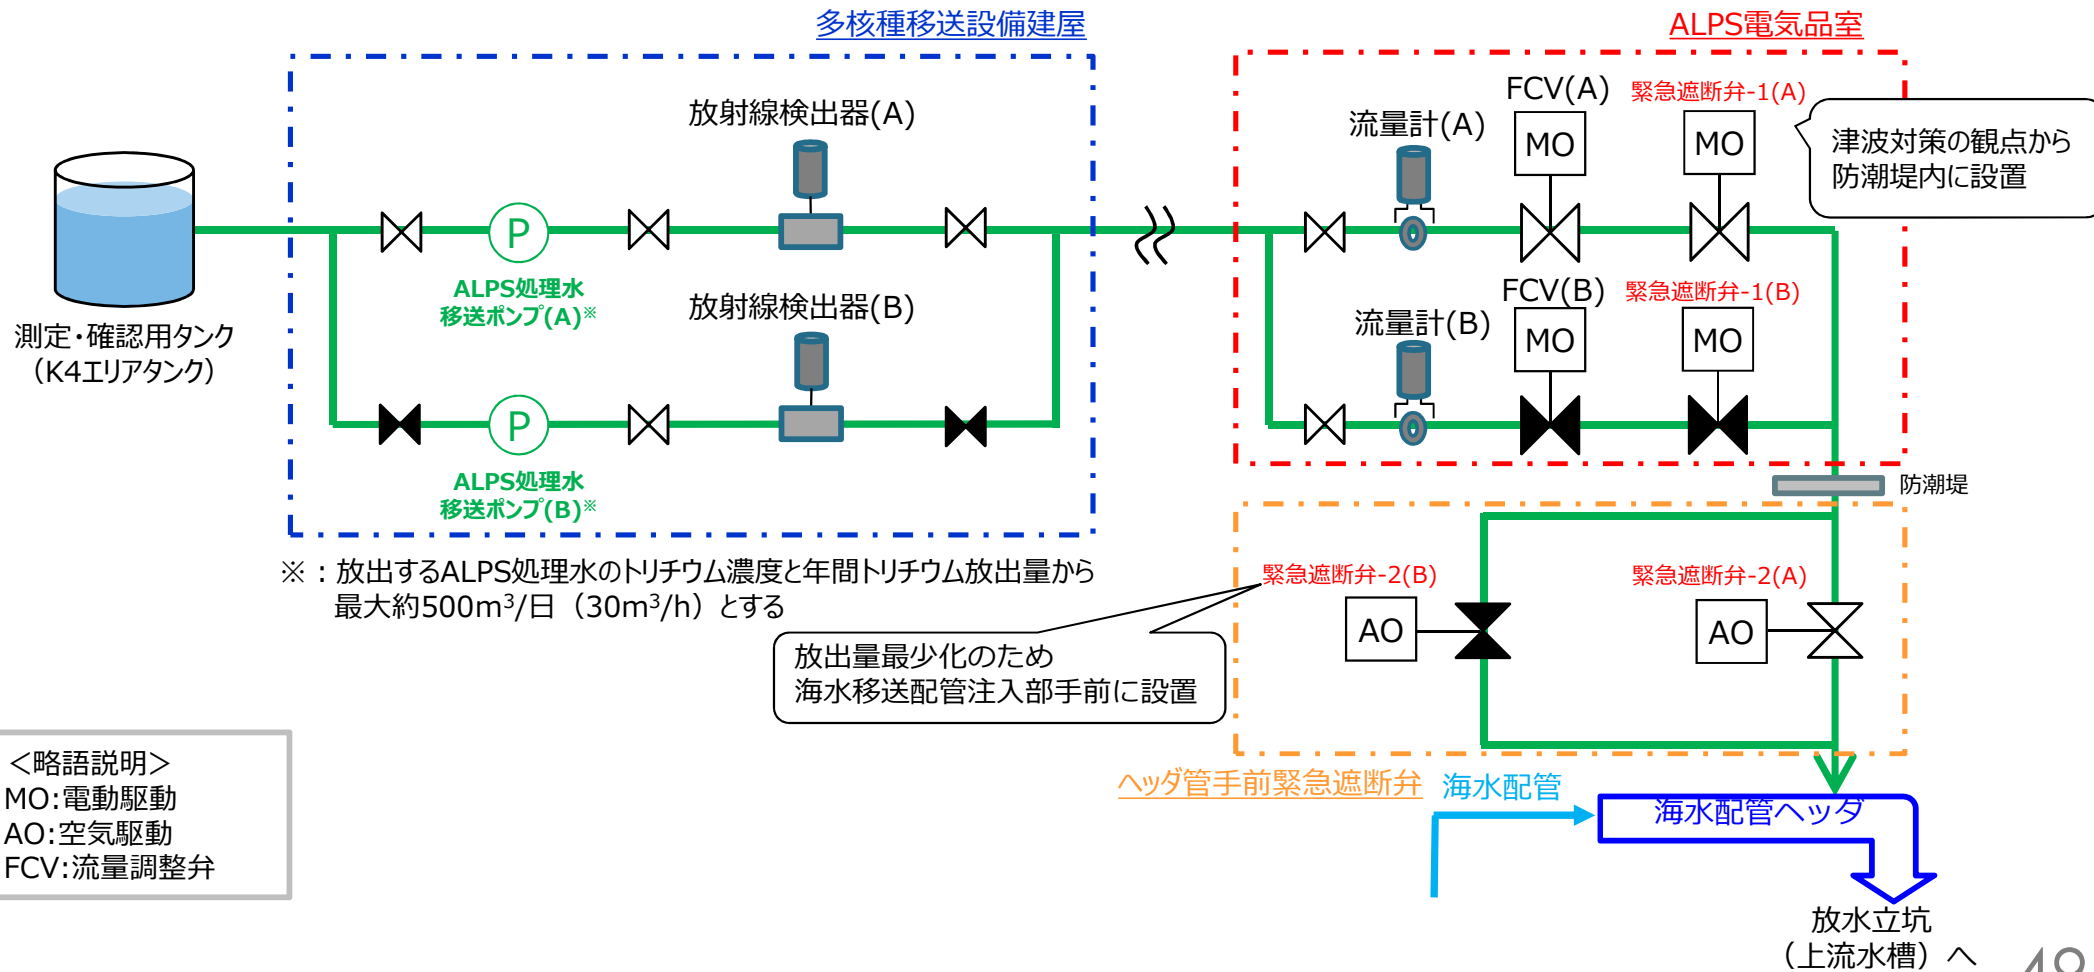 多核種移送設備建屋
ALPS電気品室
放射線検出器(A)
流量計(A)
FCV(A)
緊急遮断弁-1(A)
MO
MO
津波対策の観点から
防潮堤内に設置
P
ALPS処理水
移送ポンプ(A)※
測定・確認用タンク
（K4エリアタンク）
放射線検出器(B)
流量計(B)
FCV(B)
緊急遮断弁-1(B)
MO
MO
P
ALPS処理水
移送ポンプ(B)※
防潮堤
※：放出するALPS処理水のトリチウム濃度と年間トリチウム放出量から
最大約500m³/日（30m³/h）とする
緊急遮断弁-2(B)
緊急遮断弁-2(A)
AO
AO
放出量最少化のため
海水移送配管注入部手前に設置
＜略語説明＞
MO:電動駆動
AO:空気駆動
FCV:流量調整弁
ヘッダ管手前緊急遮断弁
海水配管
海水配管ヘッダ
放水立坑
（上流水槽）へ